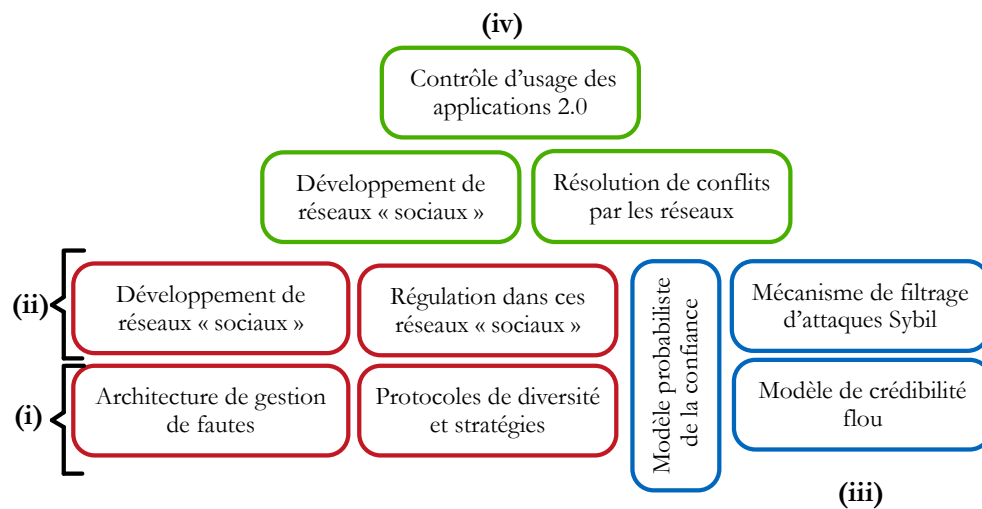 (iv)
Contrôle d’usage des
applications 2.0
Développement de
réseaux « sociaux »
Résolution de conflits
par les réseaux
(ii)
Développement de
réseaux « sociaux »
Régulation dans ces
réseaux « sociaux »
Modèle probabiliste
de la confiance
Mécanisme de filtrage
d’attaques Sybil
(i)
Architecture de gestion
de fautes
Protocoles de diversité
et stratégies
Modèle de crédibilité
flou
(iii)